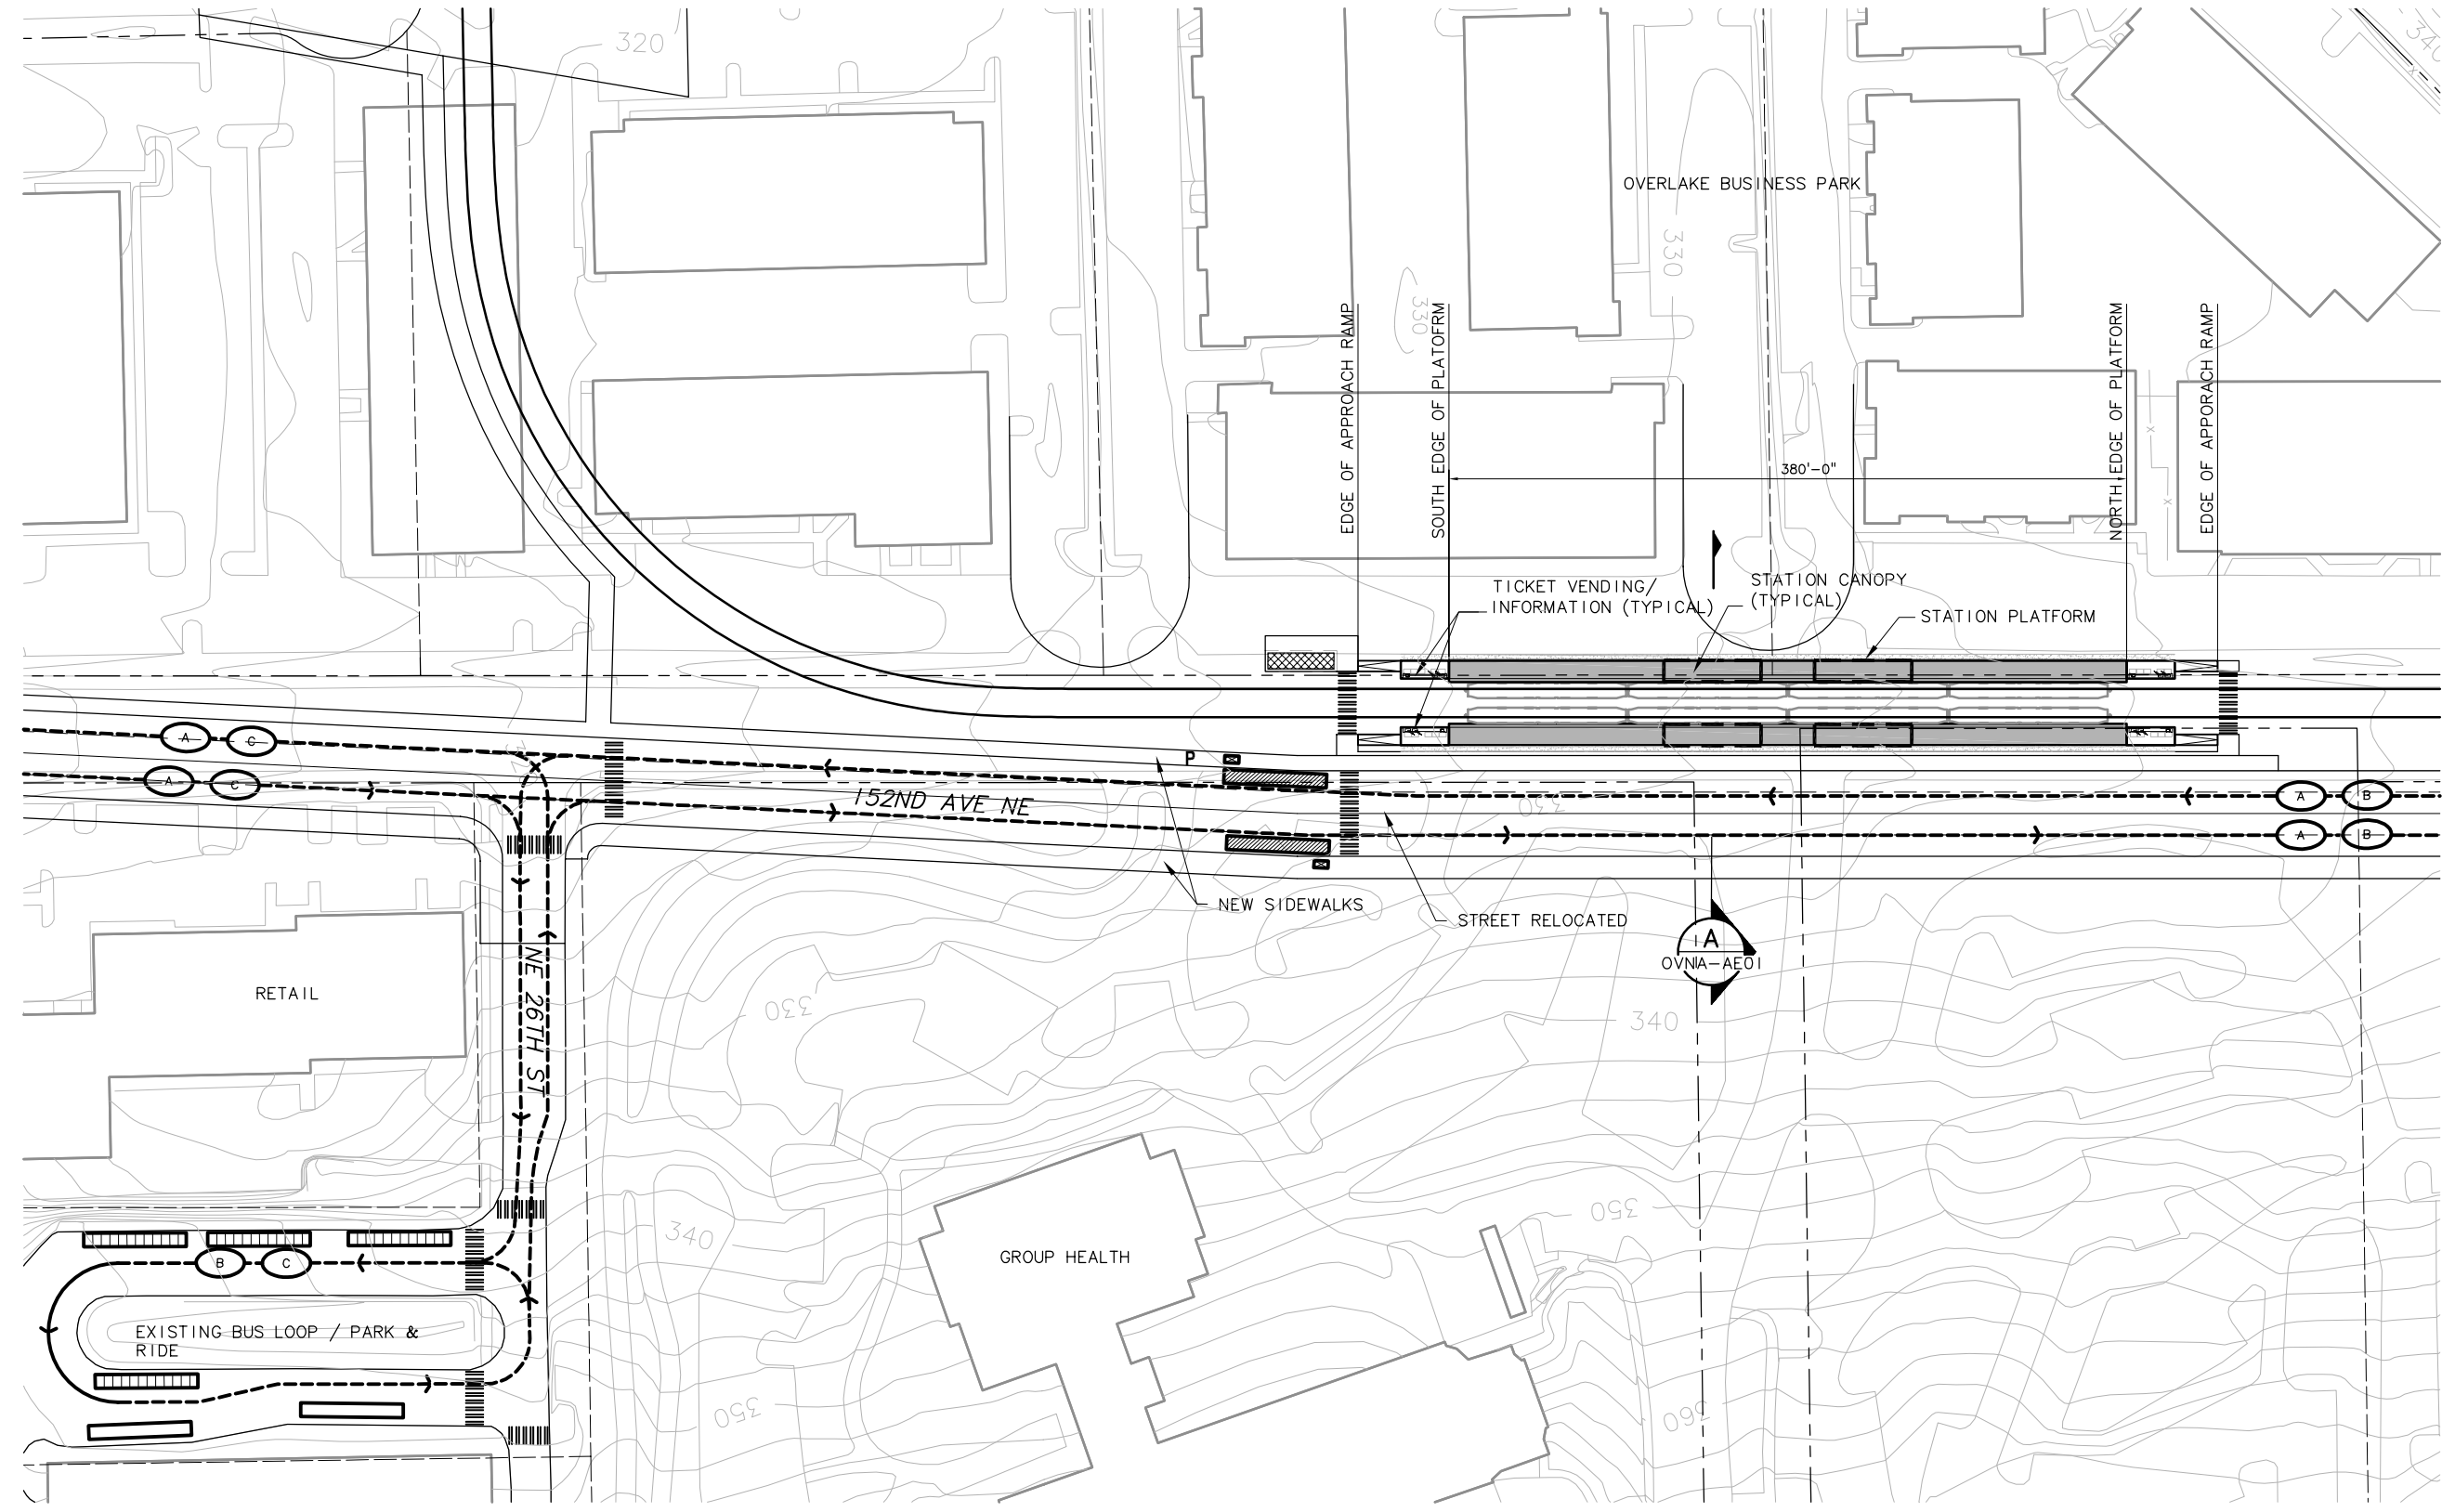 320
340
OVERLAKE BUSINESS PARK
330
330
EDGE OF APPROACH RAMP
SOUTH EDGE OF PLATOFRM
NORTH EDGE OF PLATFORM
EDGE OF APPORACH RAMP
380'-0"
TICKET VENDING/
INFORMATION (TYPICAL)
STATION CANOPY
(TYPICAL)
STATION PLATFORM
A
C
A
C
P
152ND AVE NE
330
A
B
A
B
NEW SIDEWALKS
STREET RELOCATED
A
OVNA-AE01
RETAIL
NE 26TH ST
330
340
350
340
GROUP HEALTH
B
C
EXISTING BUS LOOP / PARK &
RIDE
350
360